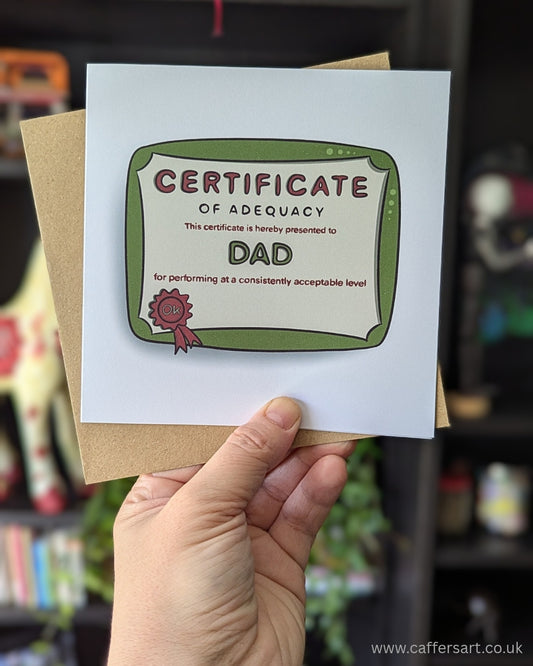 CERTIFICATE
OF ADEQUACY
This certificate is hereby presented to
DAD
for performing at a consistently acceptable level
OK
www.caffersart.co.uk